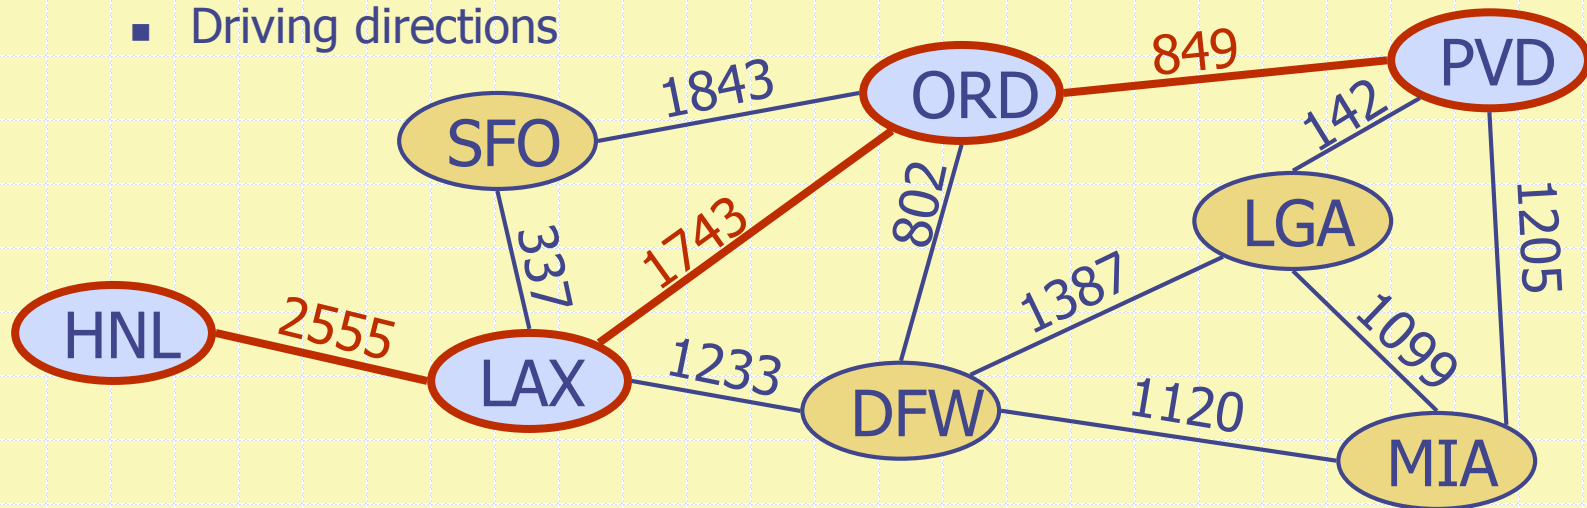 ▪ Driving directions
849
PVD
ORD
1843
142
SFO
802
LGA
1205
1743
337
1387
HNL
2555
1099
LAX
1233
DFW
1120
MIA